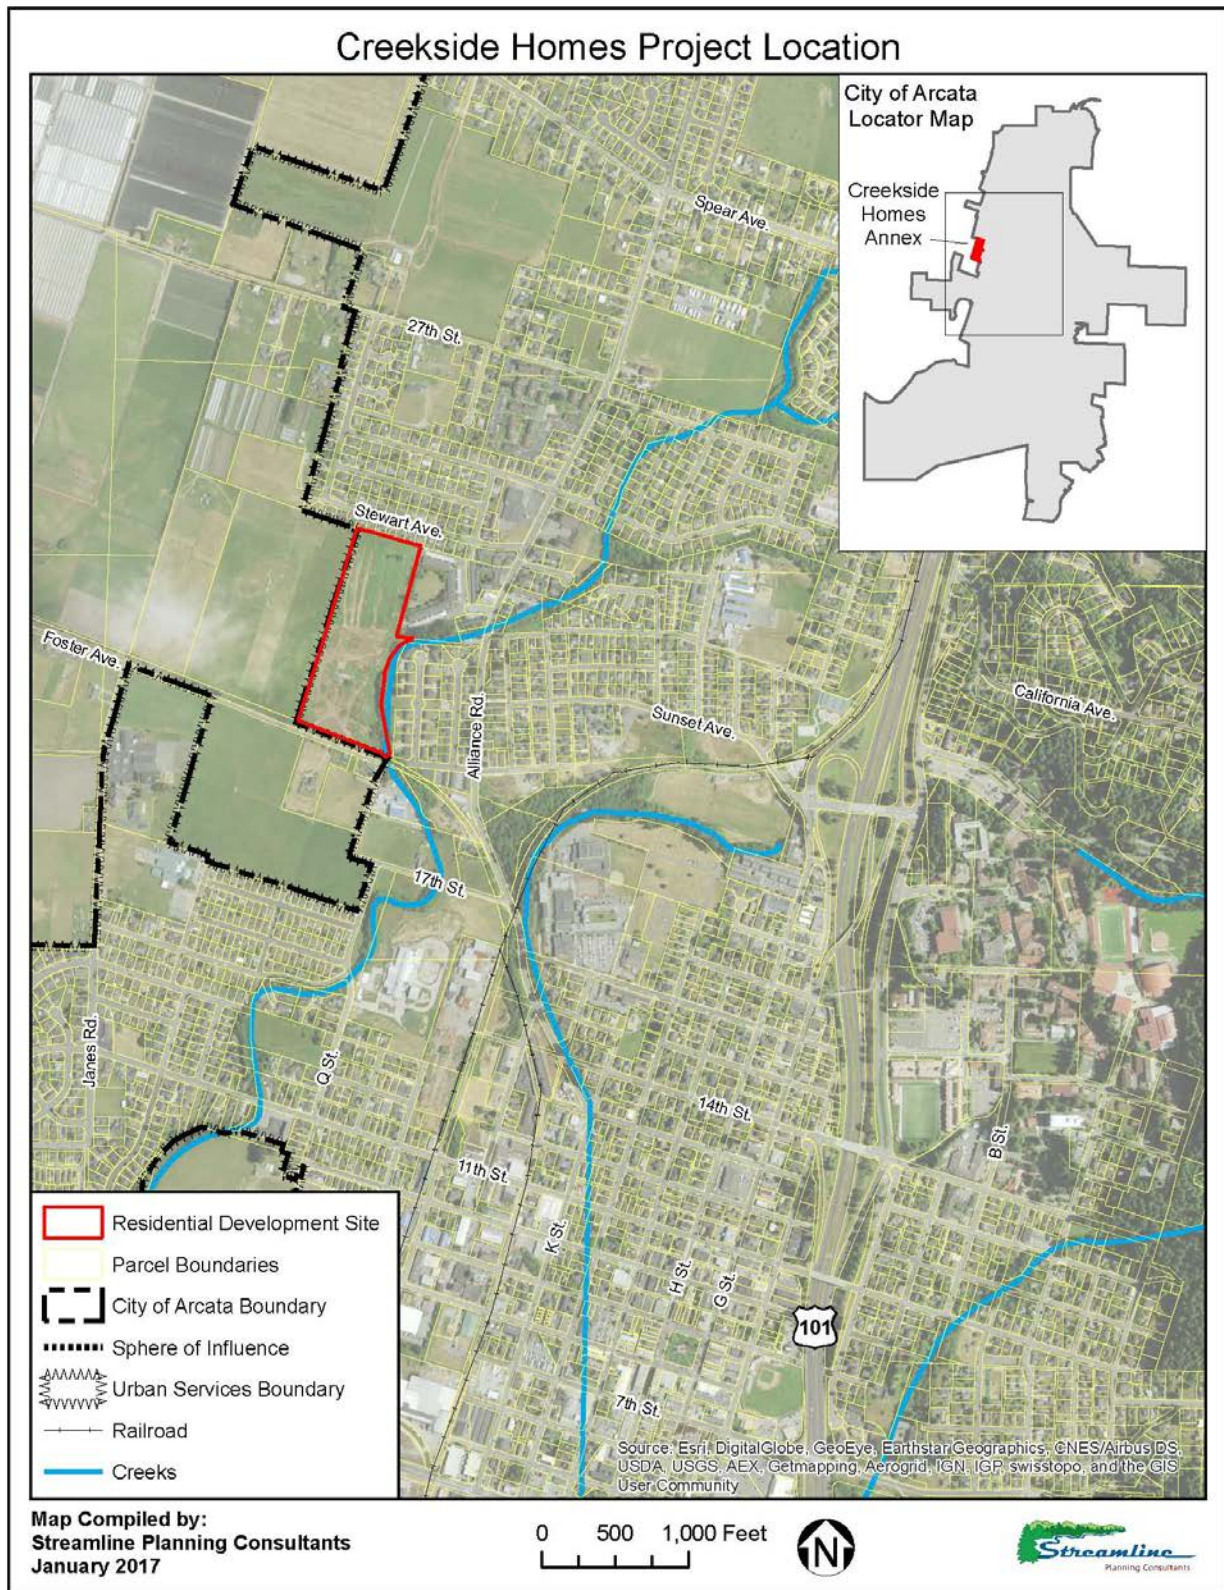 Creekside Homes Project Location
City of Arcata
Locator Map
Creekside
Homes
Annex
Spear Ave.
27th St.
Stewart Ave.
Foster Ave.
Alliance Rd.
Sunset Ave.
California Ave.
17th St.
Janes Rd.
Q St.
14th St.
B St.
11th St.
K St.
H St.
G St.
101
7th St.
Residential Development Site
Parcel Boundaries
City of Arcata Boundary
Sphere of Influence
Urban Services Boundary
Railroad
Creeks
Source: Esri, DigitalGlobe, GeoEye, Earthstar Geographics, CNES/Airbus DS,
USDA, USGS, AEX, Getmapping, Aerogrid, IGN, IGP, swisstopo, and the GIS
User Community
Map Compiled by:
Streamline Planning Consultants
January 2017
0 500 1,000 Feet
N
Streamline
Planning Consultants